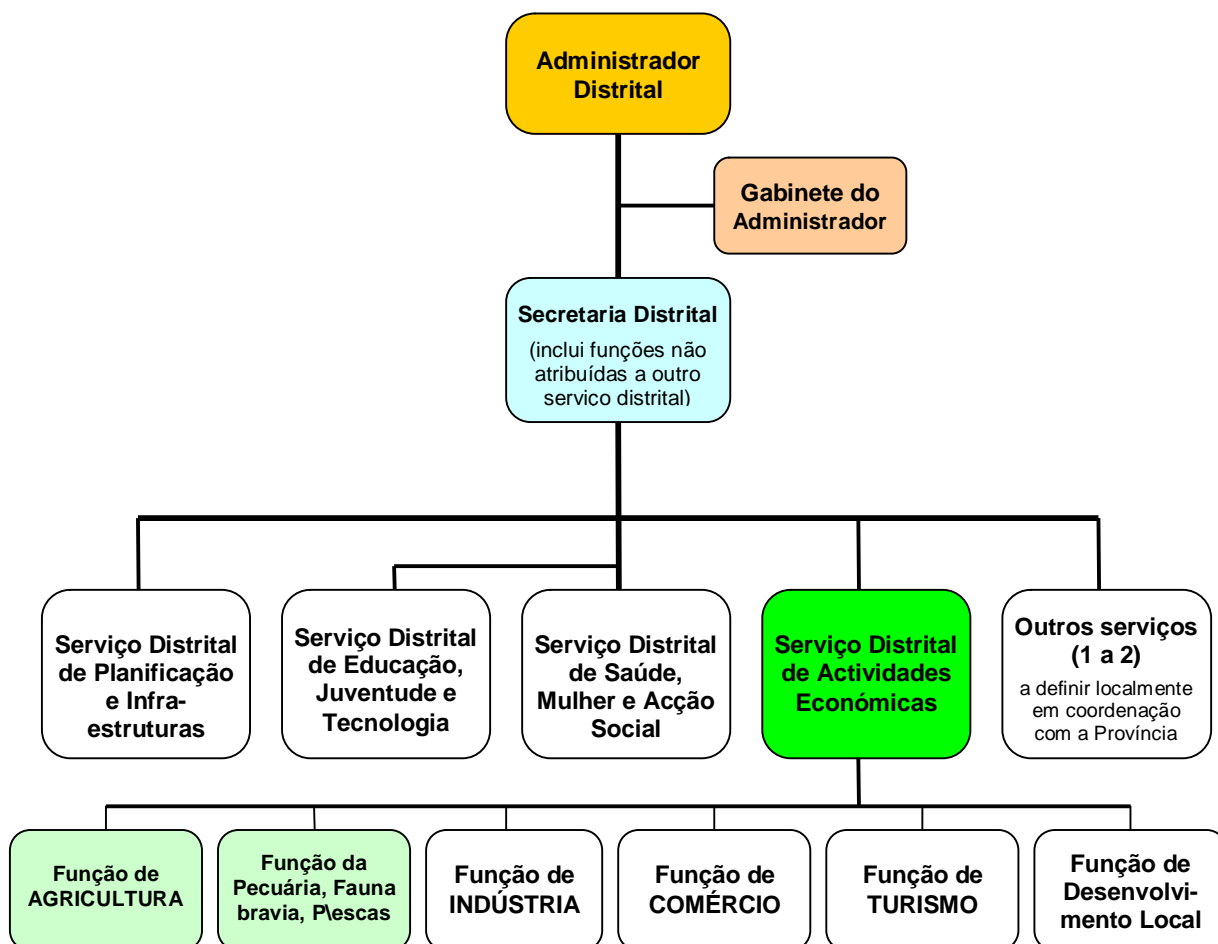 Administrador
Distrital
Gabinete do
Administrador
Secretaria Distrital
(inclui funções não
atribuídas a outro
servico distrital)
Serviço Distrital
de Planificação
e Infra-
estruturas
Serviço Distrital
de Educação,
Juventude e
Tecnologia
Serviço Distrital
de Saúde,
Mulher e Acção
Social
Serviço Distrital
de Actividades
Económicas
Outros serviços
(1 a 2)
a definir localmente
em coordenação
com a Província
Função de
AGRICULTURA
Função da
Pecuária, Fauna
bravia, P\escas
Função de
INDÚSTRIA
Função de
COMÉRCIO
Função de
TURISMO
Função de
Desenvolvi-
mento Local